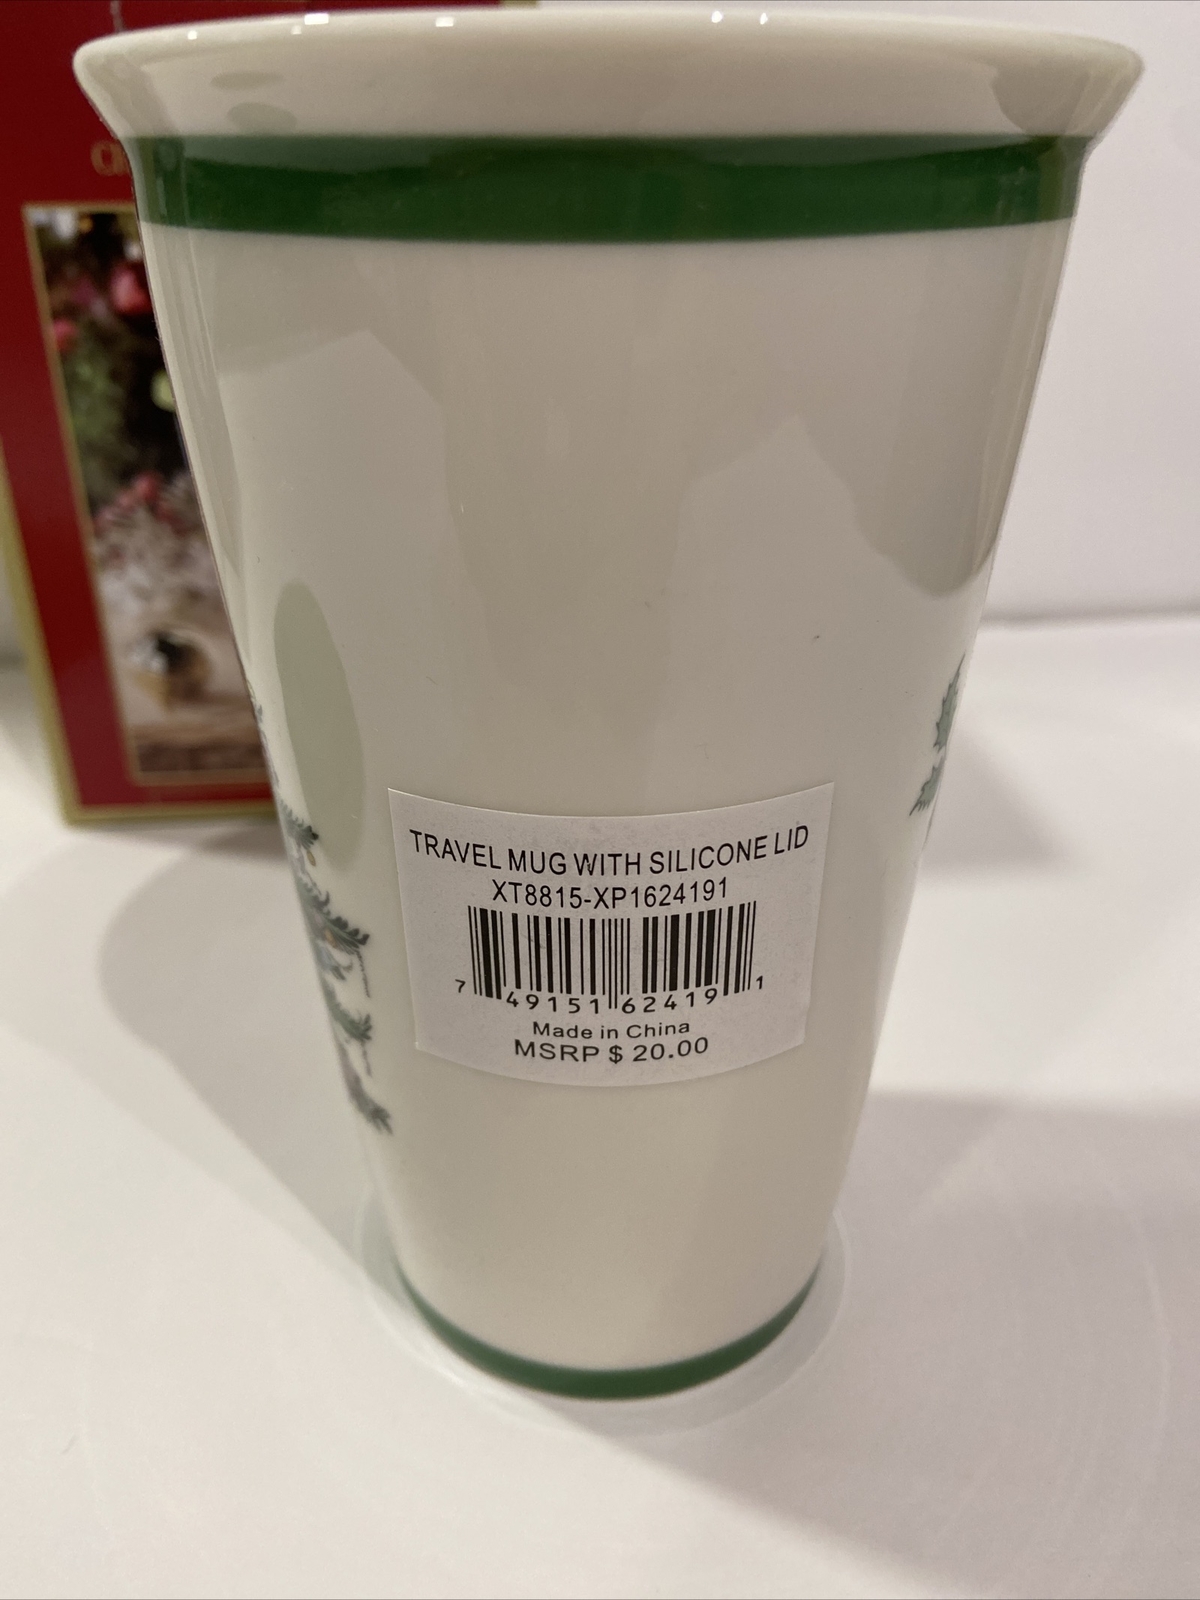 TRAVEL MUG WITH SILICONE LID
XT8815-XP1624191
7 49151 62419 1
Made in China
MSRP $ 20.00